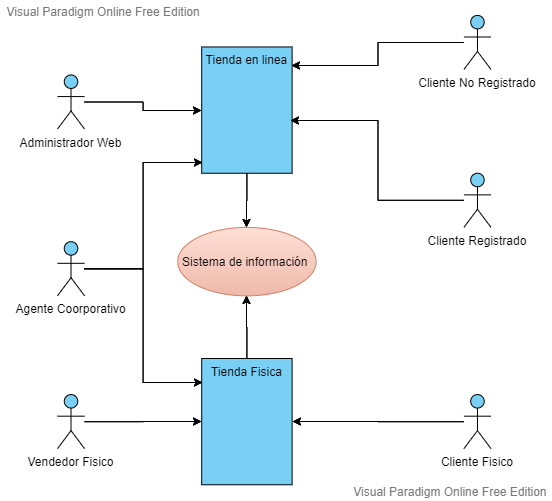 Visual Paradigm Online Free Edition
Tienda en linea
Cliente No Registrado
Administrador Web
Cliente Registrado
Sistema de información
Agente Coorporativo
Tienda Fisica
Vendedor Fisico
Cliente Fisico
Visual Paradigm Online Free Edition